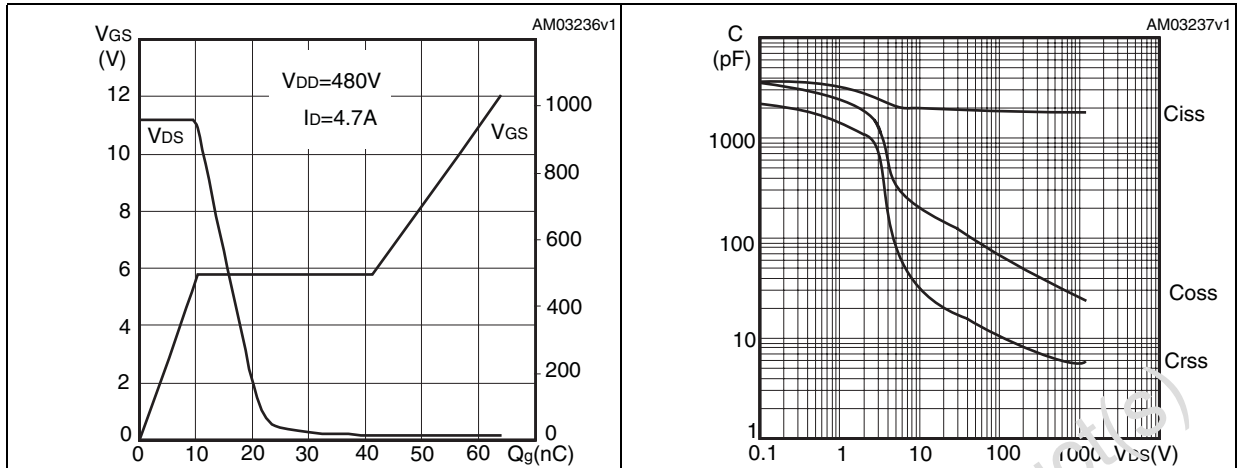 AM03236v1
VGS
(V)
VDD=480V
ID=4.7A
VDS
VGS
12
10
8
6
4
2
0
1000
800
600
400
200
0
0 10 20 30 40 50 60 Qg(nC)
AM03237v1
C
(pF)
1000
100
10
1
Ciss
Coss
Crss
0.1 1 10 100 1000 VDS(V)